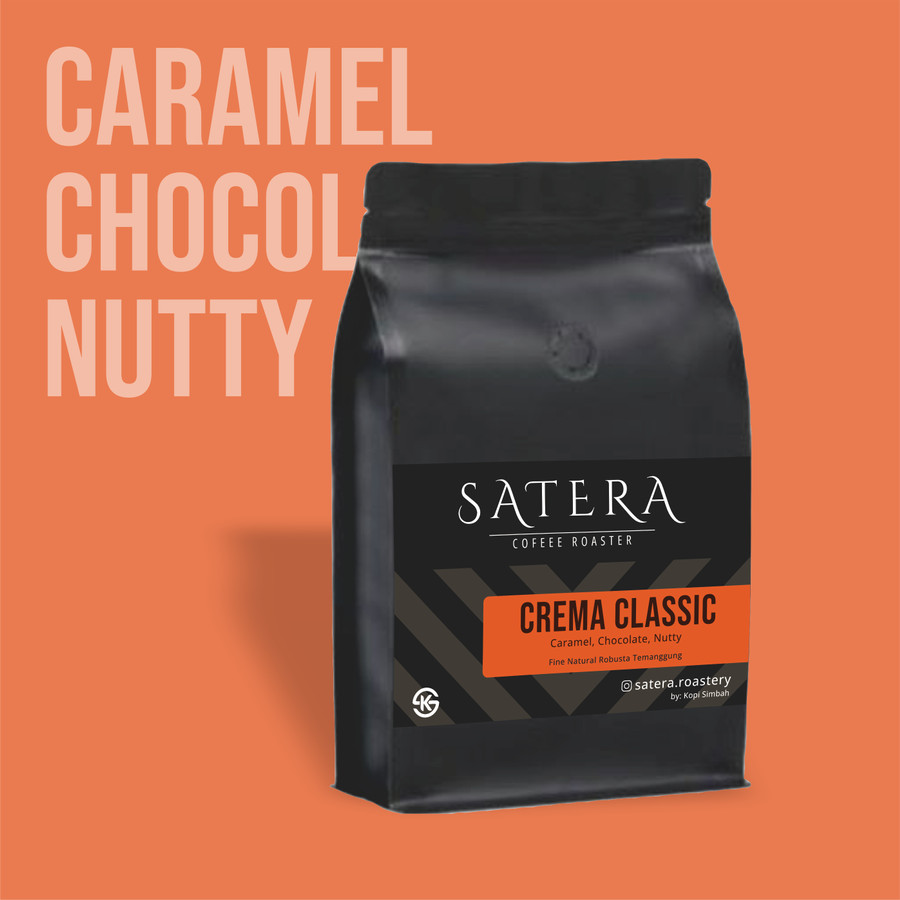 CARAMEL
CHOCOL
NUTTY
SATERA
COFEEE ROASTER
CREMA CLASSIC
Caramel, Chocolate, Nutty
Fine Natural Robusta Temanggung
satera.roastery
by: Kopi Simbah
SKS